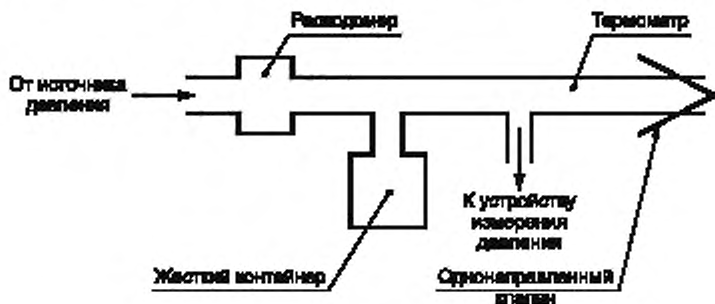 Расходомер
Термометр
От источника
давления
К устройству
измерения
давления
Жесткий контейнер
Однонаправленный
клапан